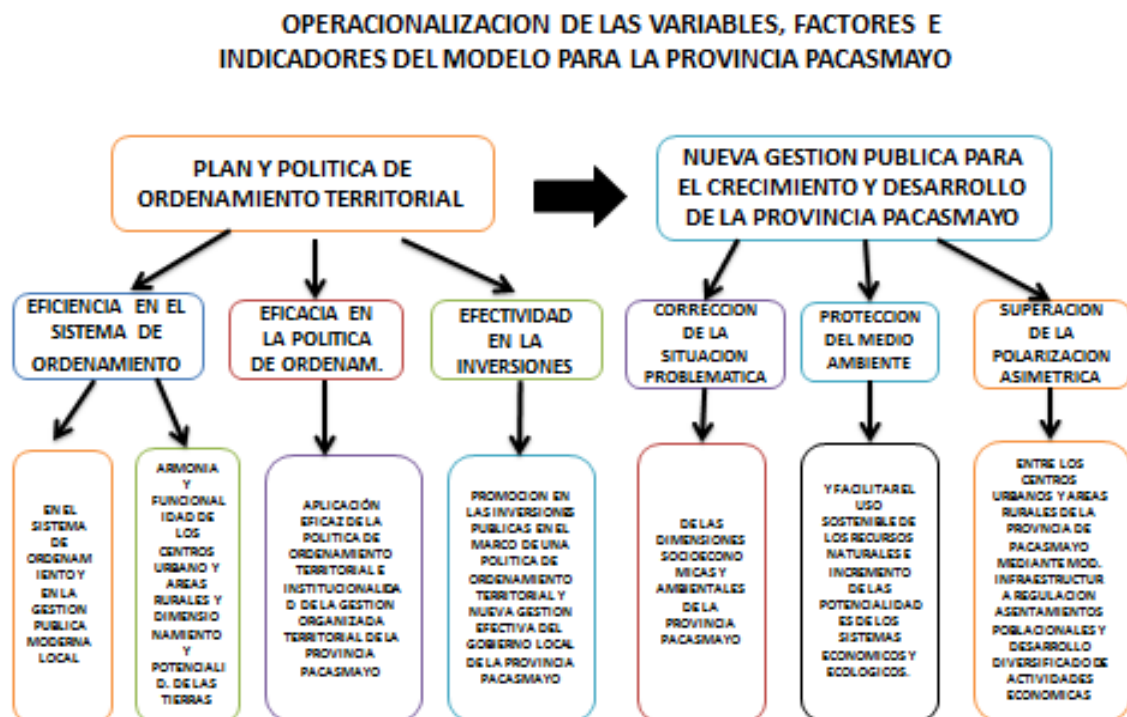 OPERACIONALIZACION DE LAS VARIABLES, FACTORES E
INDICADORES DEL MODELO PARA LA PROVINCIA PACASMAYO
PLAN Y POLITICA DE
ORDENAMIENTO TERRITORIAL
NUEVA GESTION PUBLICA PARA
EL CRECIMIENTO Y DESARROLLO
DE LA PROVINCIA PACASMAYO
EFICIENCIA EN EL
SISTEMA DE
ORDENAMIENTO
EFICACIA EN
LA POLITICA
DE ORDENAM.
EFECTIVIDAD
EN LA
INVERSIONES
CORRECCION
DE LA
SITUACION
PROBLEMATICA
PROTECCION
DEL MEDIO
AMBIENTE
SUPERACION
DE LA
POLARIZACION
ASIMETRICA
EN EL
SISTEMA
DE
ORDENAM
IENTO Y
EN LA
GESTION
PUBLICA
MODERNA
LOCAL
ARMONIA
Y
FUNCIONAL
IDAD DE
LOS
CENTROS
URBANO Y
AREAS
RURALES Y
DIMENSIO
NAMIENTO
Y
POTENCIALI
D. DE LAS
TIERRAS
APLICACIÓN
EFICAZ DE LA
POLITICA DE
ORDENAMIENTO
TERRITORIAL E
INSTITUCIONALIDA
D DE LA GESTION
ORGANIZADA
TERRITORIAL DE LA
PROVINCIA
PACASMAYO
PROMOCION EN
LAS INVERSIONES
PUBLICAS EN EL
MARCO DE UNA
POLITICA DE
ORDENAMIENTO
TERRITORIAL Y
NUEVA GESTION
EFECTIVA DEL
GOBIERNO LOCAL
DE LA PROVINCIA
PACASMAYO
DE LAS
DIMENSIONES
SOCIOECONO
MICAS Y
AMBIENTALES
DE LA
PROVINCIA
PACASMAYO
Y FACILITAR EL
USO
SOSTENIBLE DE
LOS RECURSOS
NATURALES E
INCREMENTO
DE LAS
POTENCIALIDAD
ES DE LOS
SISTEMAS
ECONOMICOS Y
ECOLOGICOS.
ENTRE LOS
CENTROS
URBANOS Y AREAS
RURALES DE LA
PROVNCIA DE
PACASMAYO
MEDIANTE MOD.
INFRAESTRUCTUR
A REGULACION
ASENTAMIENTOS
POBLACIONALES Y
DESARROLLO
DIVERSIFICADO DE
ACTIVIDADES
ECONOMICAS